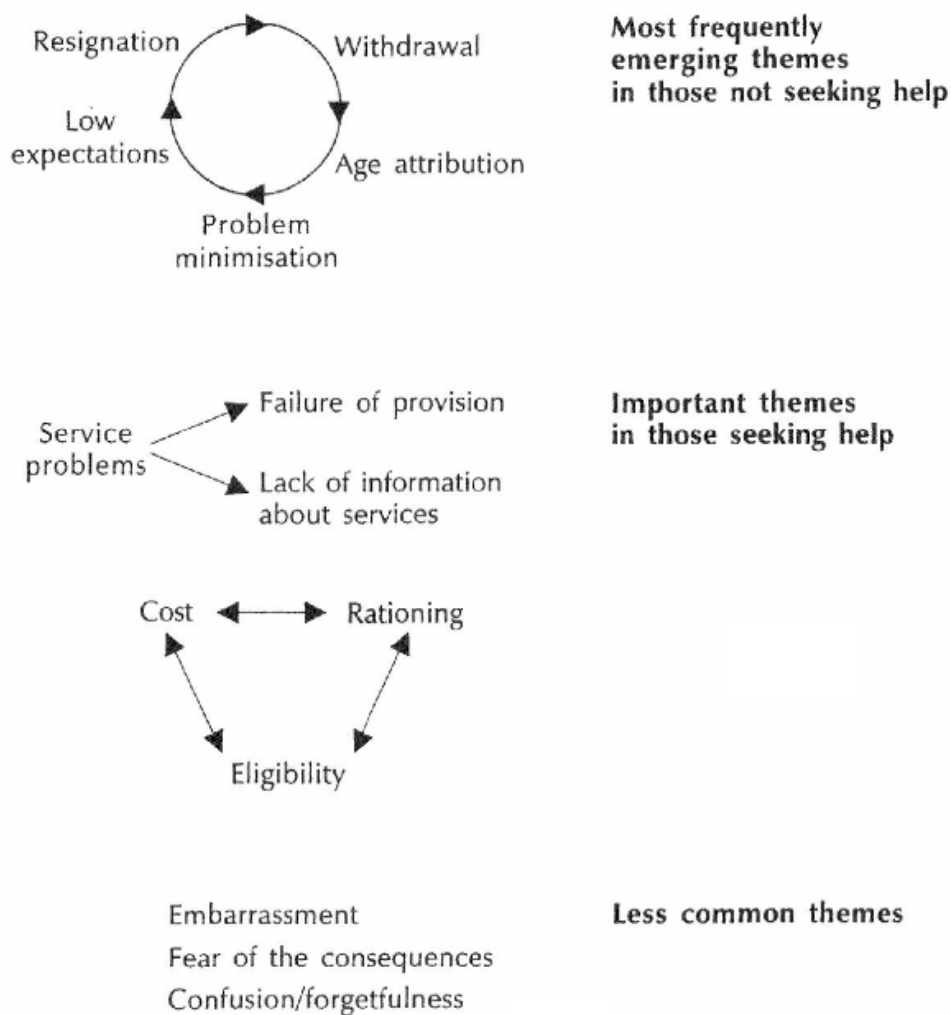 Resignation
Withdrawal
Low
expectations
Age attribution
Problem
minimisation
Most frequently
emerging themes
in those not seeking help
Service
problems
Failure of provision
Lack of information
about services
Important themes
in those seeking help
Cost
Rationing
Eligibility
Embarrassment
Fear of the consequences
Confusion/forgetfulness
Less common themes